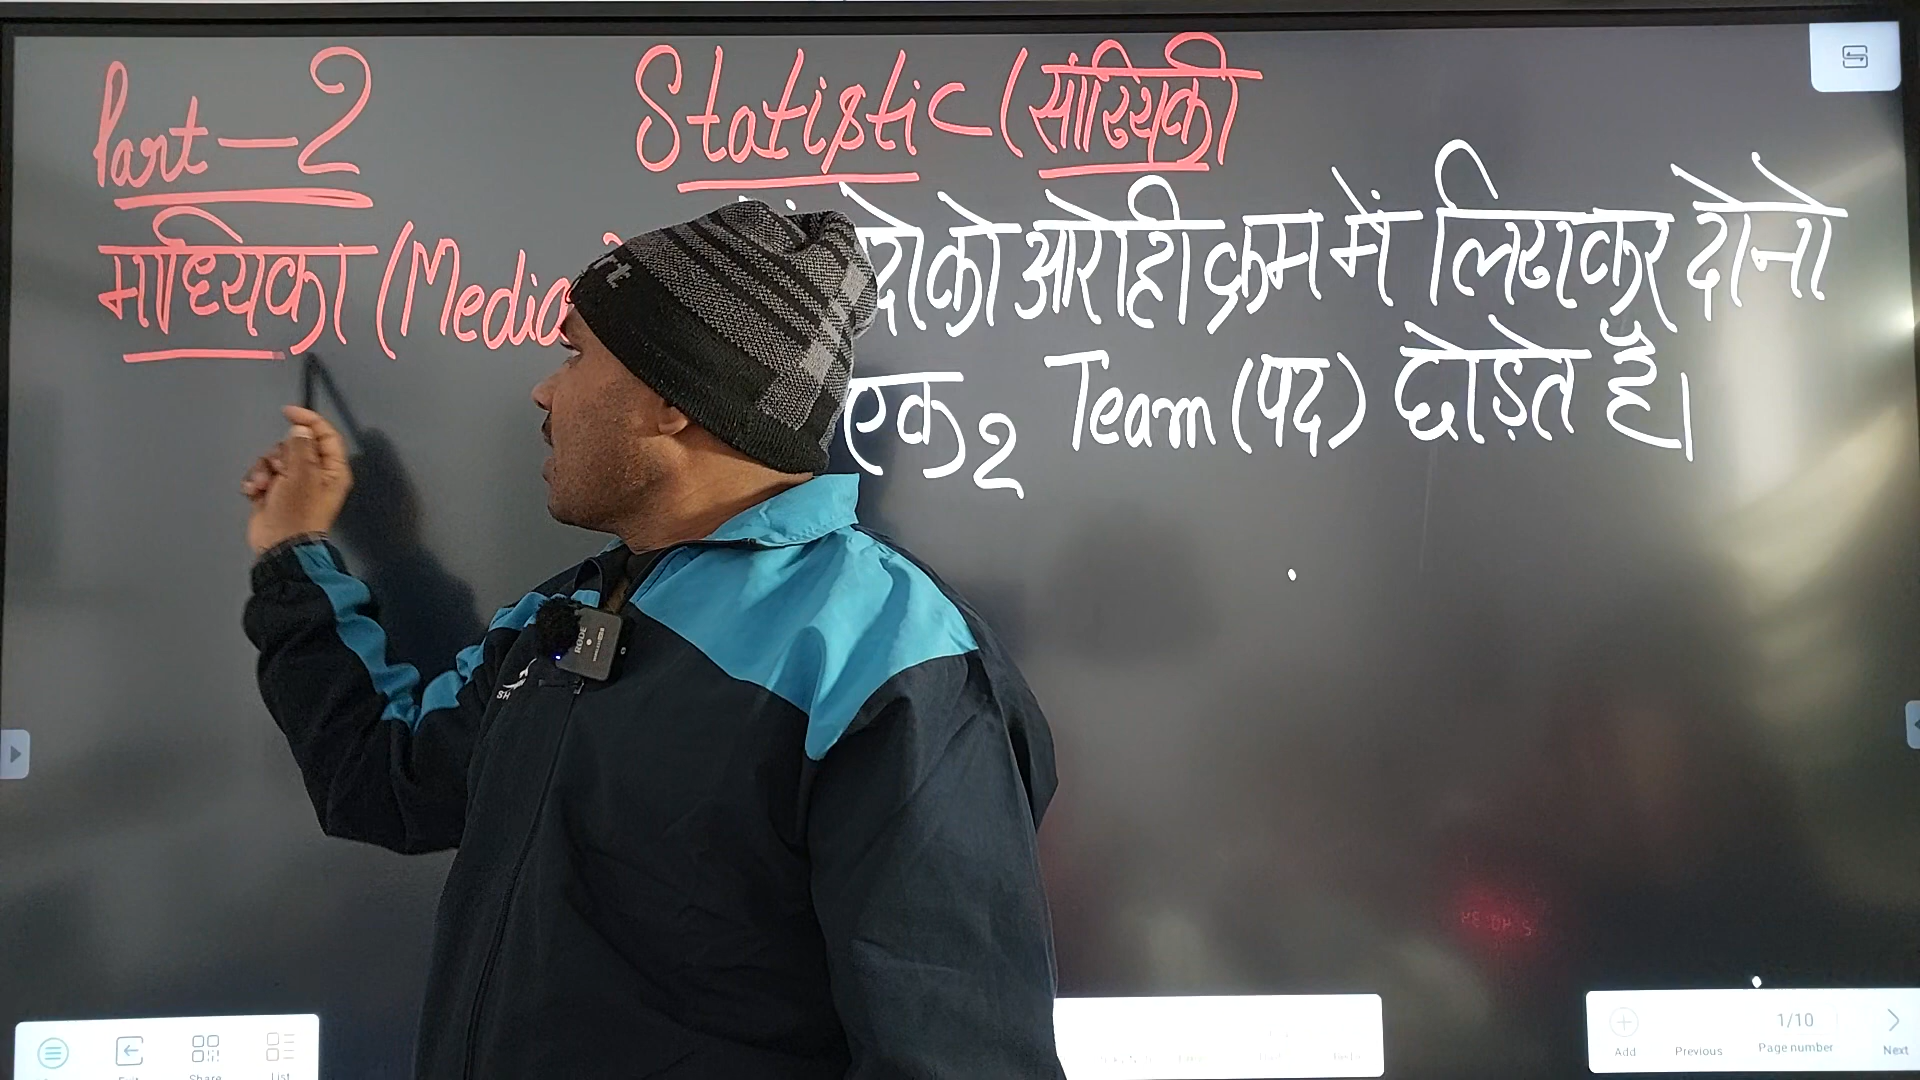 Part-2
Statistic (सांख्यिकी
माध्यिका (Media
को आरोही क्रम में लिखकर दोनो
एक2 Team (पद) छोड़ते हैं।
RODE
Share
List
Add
Previous
1/10
Page number
Next